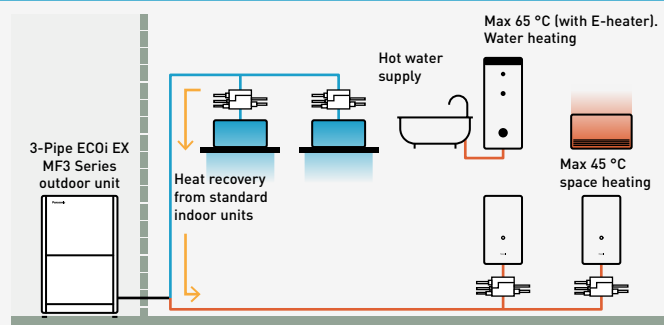 Max 65 °C (with E-heater).
Water heating
Hot water
supply
3-Pipe ECOi EX
MF3 Series
outdoor unit
Heat recovery
from standard
indoor units
Max 45 °C
space heating
Panasonic